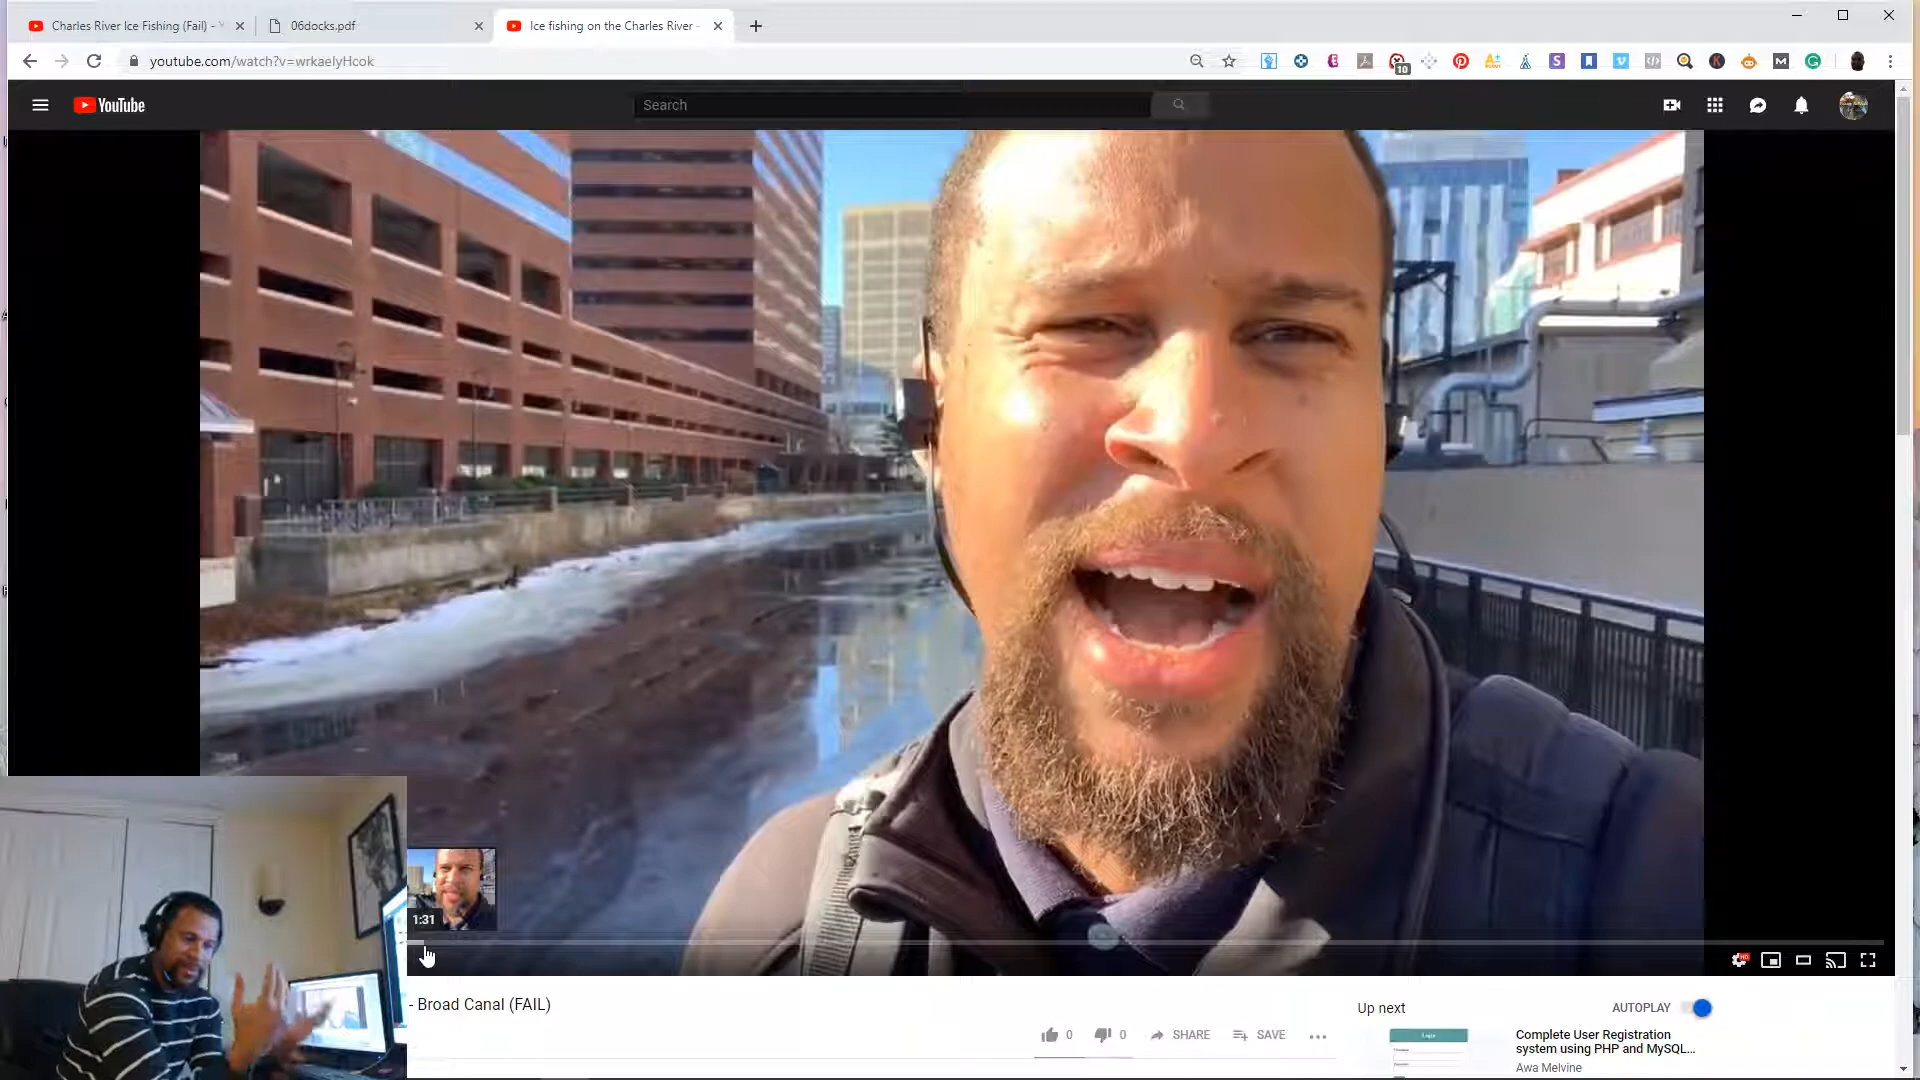 Charles River Ice Fishing (Fail) -
06docks.pdf
Ice fishing on the Charles River -
youtube.com/watch?v=wrkaelyHcok
10
YouTube
Search
1:31
HD
- Broad Canal (FAIL)
0
0
SHARE
SAVE
Up next
AUTOPLAY
Complete User Registration
system using PHP and MySQL...
Awa Melvine